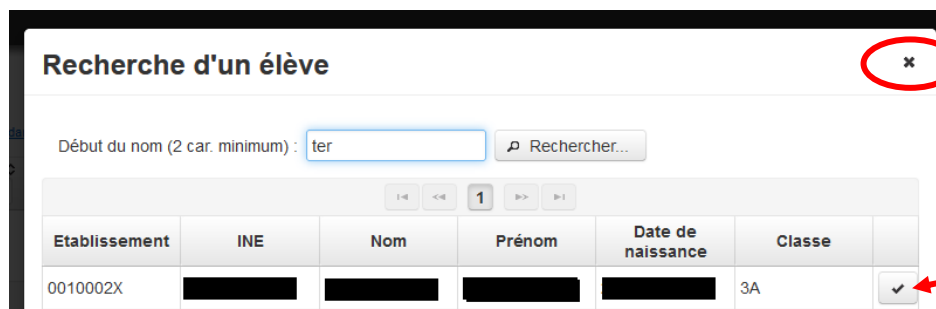 Recherche d'un élève
Début du nom (2 car. minimum) : ter Rechercher...
1
Etablissement INE Nom Prénom Date de naissance Classe
0010002X 3A